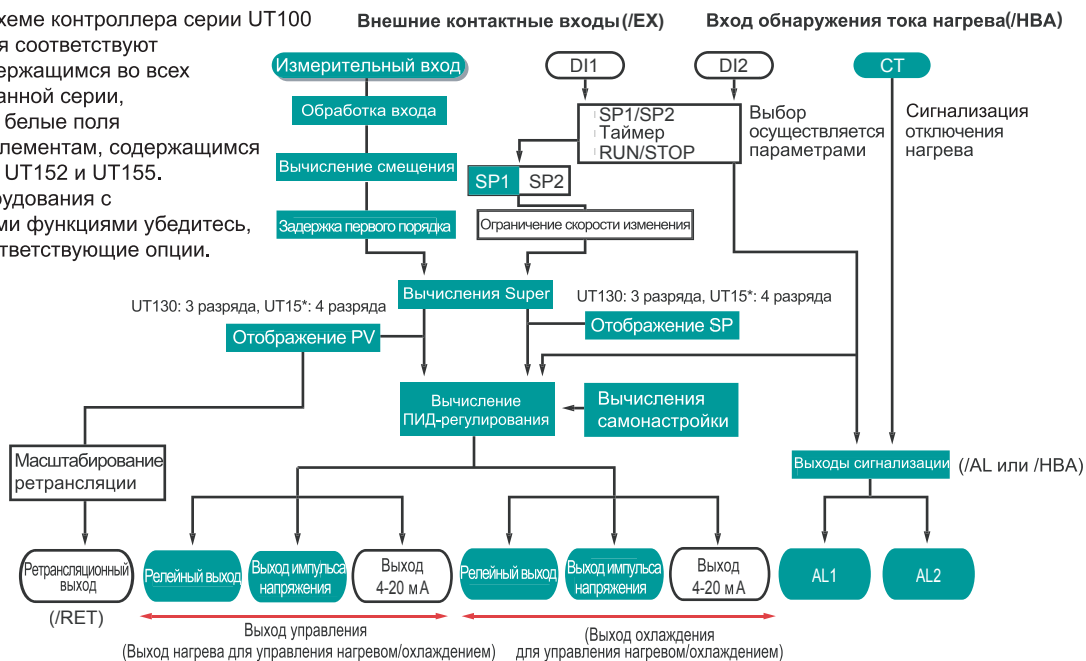 хеме контроллера серии UT100
я соответствуют
ержащимся во всех
анной серии,
белые поля
лементам, содержащимся
UT152 и UT155.
рудования с
ми функциями убедитесь,
тветствующие опции.
Внешние контактные входы(/EX)
Вход обнаружения тока нагрева(/HBA)
Измерительный вход
DI1
DI2
CT
Обработка входа
SP1/SP2
Таймер
RUN/STOP
Выбор
осуществляется
параметрами
Сигнализация
отключения
нагрева
Вычисление смещения
SP1
SP2
Задержка первого порядка
Ограничение скорости изменения
Вычисления Super
UT130: 3 разряда, UT15*: 4 разряда
UT130: 3 разряда, UT15*: 4 разряда
Отображение PV
Отображение SP
Вычисление
ПИД-регулирования
Вычисления
самонастройки
Масштабирование
ретрансляции
Выходы сигнализации
(/AL или /HBA)
Ретрансляционный
выход
Релейный выход
Выход импульса
напряжения
Выход
4-20 мА
Релейный выход
Выход импульса
напряжения
Выход
4-20 мА
AL1
AL2
(/RET)
Выход управления
(Выход нагрева для управления нагревом/охлаждением)
(Выход охлаждения
для управления нагревом/охлаждением)